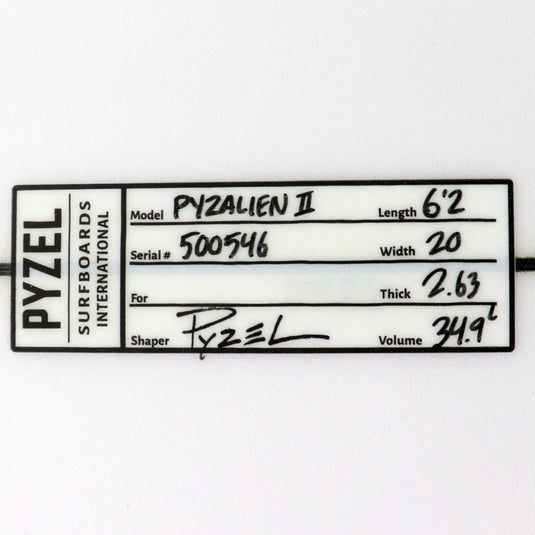 PYZEL
SURFBOARDS
INTERNATIONAL
Model PYZALIEN II Length 6'2
Serial # 500546 Width 20
For Thick 2.63
Shaper PYZEL Volume 34.9L